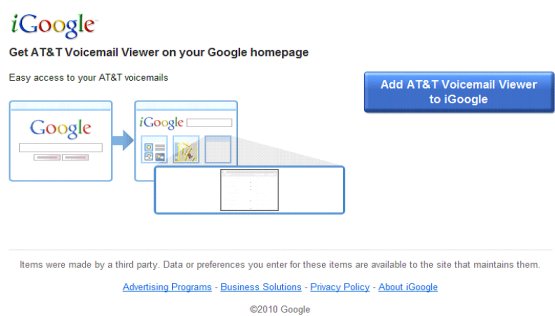 iGoogle™
Get AT&T Voicemail Viewer on your Google homepage
Easy access to your AT&T voicemails
Add AT&T Voicemail Viewer
to iGoogle
Google
iGoogle
Items were made by a third party. Data or preferences you enter for these items are available to the site that maintains them.
Advertising Programs - Business Solutions - Privacy Policy - About iGoogle
©2010 Google